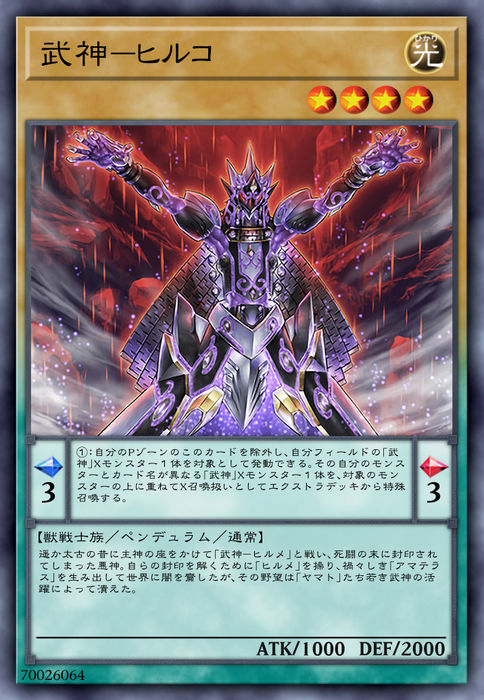 武神－ヒルコ
ひかり
光
①：自分のPゾーンのこのカードを除外し、自分フィールドの「武
神」Xモンスター１体を対象として発動できる。その自分のモンス
ターとカード名が異なる「武神」Xモンスター１体を、対象のモン
スターの上に重ねてX召喚扱いとしてエクストラデッキから特殊
召喚する。
3
3
【獣戦士族／ペンデュラム／通常】
遥か太古の昔に主神の座をかけて「武神－ヒルメ」と戦い、死闘の末に封印され
てしまった悪神。自らの封印を解くために「ヒルメ」を操り、禍々しき「アマテラ
ス」を生み出して世界に闇を齎したが、その野望は「ヤマト」たち若き武神の活
躍によって潰えた。
ATK/1000 DEF/2000
70026064